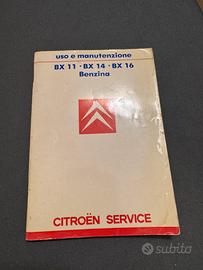 uso e manutenzione
BX 11 · BX 14 · BX 16
Benzina
CITROËN SERVICE
subito